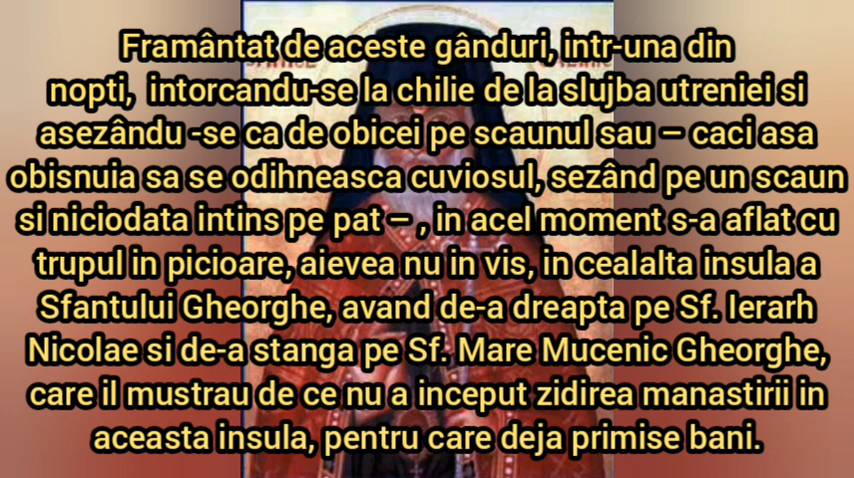 Framântat de aceste gânduri, intr-una din
nopti, intorcandu-se la chilie de la slujba utreniei si
asezându -se ca de obicei pe scaunul sau – caci asa
obisnuia sa se odihneasca cuviosul, sezând pe un scaun
si niciodata intins pe pat – , in acel moment s-a aflat cu
trupul in picioare, aievea nu in vis, in cealalta insula a
Sfantului Gheorghe, avand de-a dreapta pe Sf. Ierarh
Nicolae si de-a stanga pe Sf. Mare Mucenic Gheorghe,
care il mustrau de ce nu a inceput zidirea manastirii in
aceasta insula, pentru care deja primise bani.